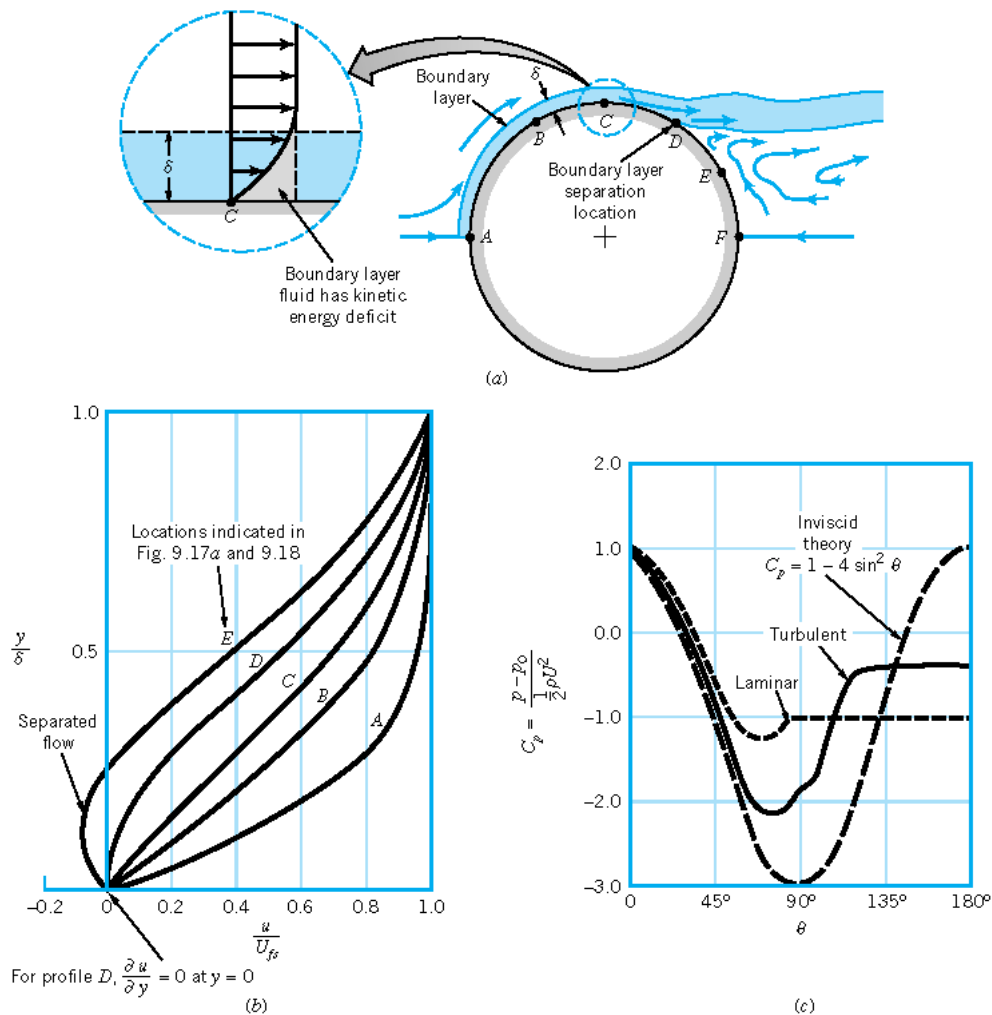 Boundary
layer
δ
B
C
D
E
A
F
Boundary layer
separation
location
δ
C
Boundary layer
fluid has kinetic
energy deficit
(a)
1.0
Locations indicated in
Fig. 9.17a and 9.18
y/δ
0.5
E
D
C
B
A
Separated
flow
−0.2 0 0.2 0.4 0.6 0.8 1.0
u/U_fs
For profile D, ∂u/∂y = 0 at y = 0
(b)
2.0
Inviscid
theory
C_p = 1 − 4 sin² θ
1.0
0.0
Turbulent
Laminar
C_p = (p − p_0)/(1/2 ρU²)
−1.0
−2.0
−3.0
0 45° 90° 135° 180°
θ
(c)